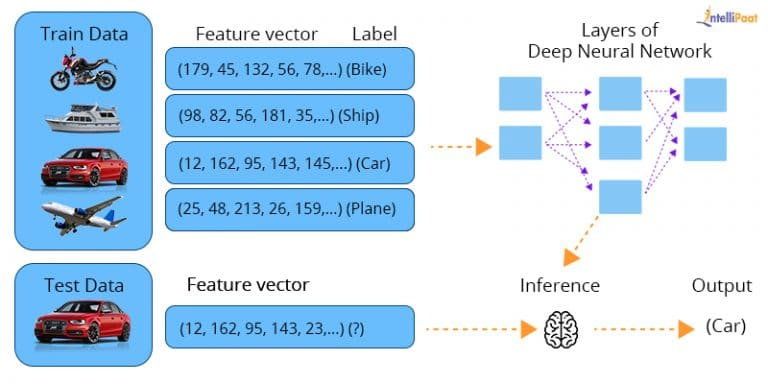 Train Data
Feature vector
Label
Layers of
Deep Neural Network
intelliPaat
(179, 45, 132, 56, 78,...) (Bike)
(98, 82, 56, 181, 35,...) (Ship)
(12, 162, 95, 143, 145,...) (Car)
(25, 48, 213, 26, 159,...) (Plane)
Test Data
Feature vector
Inference
Output
(12, 162, 95, 143, 23,...) (?)
(Car)